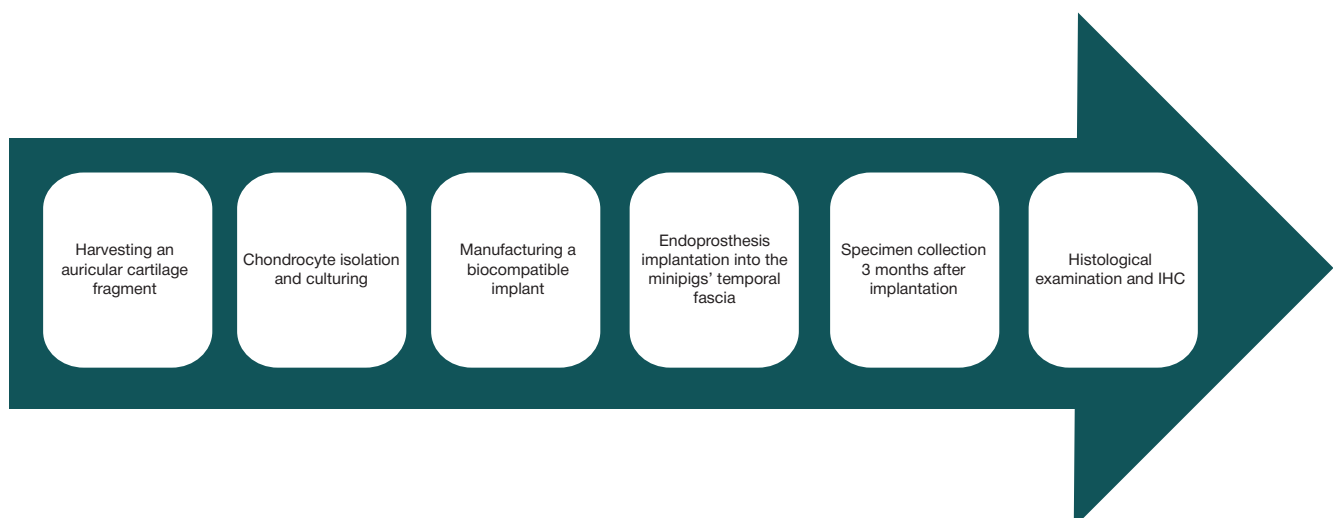 Harvesting an
auricular cartilage
fragment
Chondrocyte isolation
and culturing
Manufacturing a
biocompatible
implant
Endoprosthesis
implantation into the
minipigs’ temporal
fascia
Specimen collection
3 months after
implantation
Histological
examination and IHC